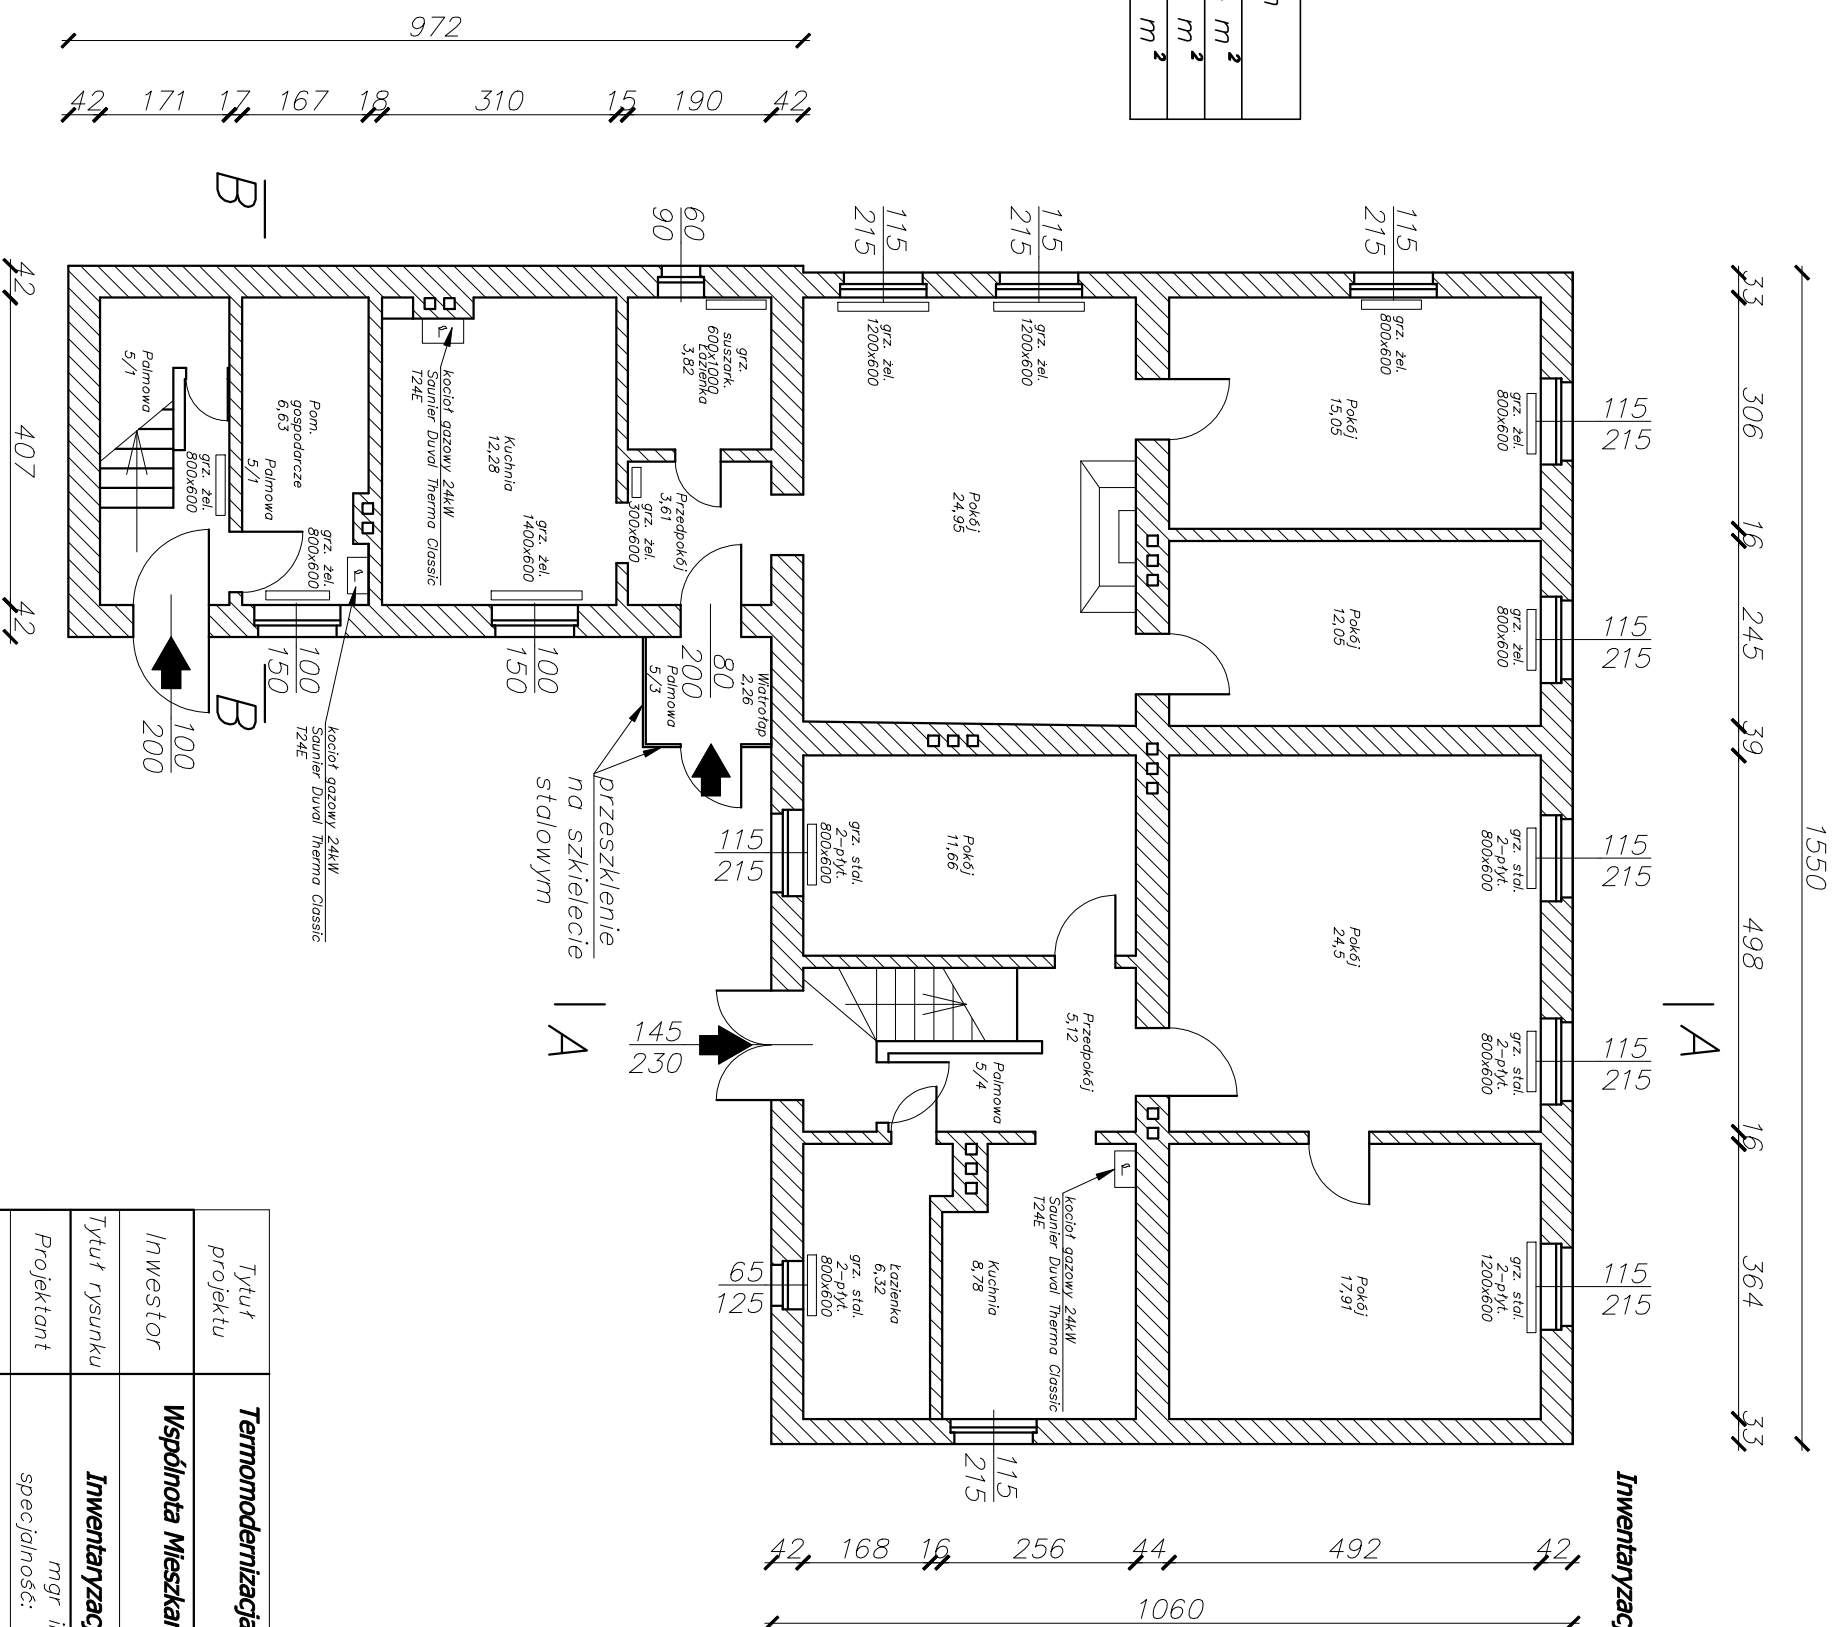 m
m²
m²
m²
972
42
171
17
167
18
310
15
190
42
B
B
42
407
42
60
90
115
215
115
215
115
215
33
306
16
245
39
498
16
364
33
1550
115
215
115
215
115
215
115
215
115
215
A
A
Palmowa
5/1
grz. żel.
800x600
Pom.
gospodarcze
6,63
Palmowa
5/1
grz. żel.
800x600
kocioł gazowy 24kW
Saunier Duval Therma Classic
T24E
Kuchnia
12,28
grz. żel.
1400x600
grz.
suszark.
600x1000
Łazienka
3,82
Przedpokój
3,61
grz. żel.
300x600
grz. żel.
1200x600
grz. żel.
1200x600
Pokój
24,95
grz. żel.
800x600
Pokój
15,05
grz. żel.
800x600
Pokój
12,05
grz. żel.
800x600
100
200
100
150
100
150
80
200
Wiatrołap
2,26
Palmowa
5/3
kocioł gazowy 24kW
Saunier Duval Therma Classic
T24E
przeszklenie
na szkielecie
stalowym
115
215
grz. stal.
2-płyt.
800x600
Pokój
11,66
Pokój
24,5
grz. stal.
2-płyt.
800x600
grz. stal.
2-płyt.
800x600
145
230
Przedpokój
5,12
Palmowa
5/4
kocioł gazowy 24kW
Saunier Duval Therma Classic
T24E
Kuchnia
8,78
Łazienka
6,32
grz. stal.
2-płyt.
800x600
65
125
Pokój
17,91
grz. stal.
2-płyt.
1200x600
115
215
42
168
16
256
44
492
42
1060
Inwentaryzac
Tytuł
projektu
Termomodernizacja
Inwestor
Wspólnota Mieszkan
Tytuł rysunku
Inwentaryzac
Projektant
mgr i
specjalność: